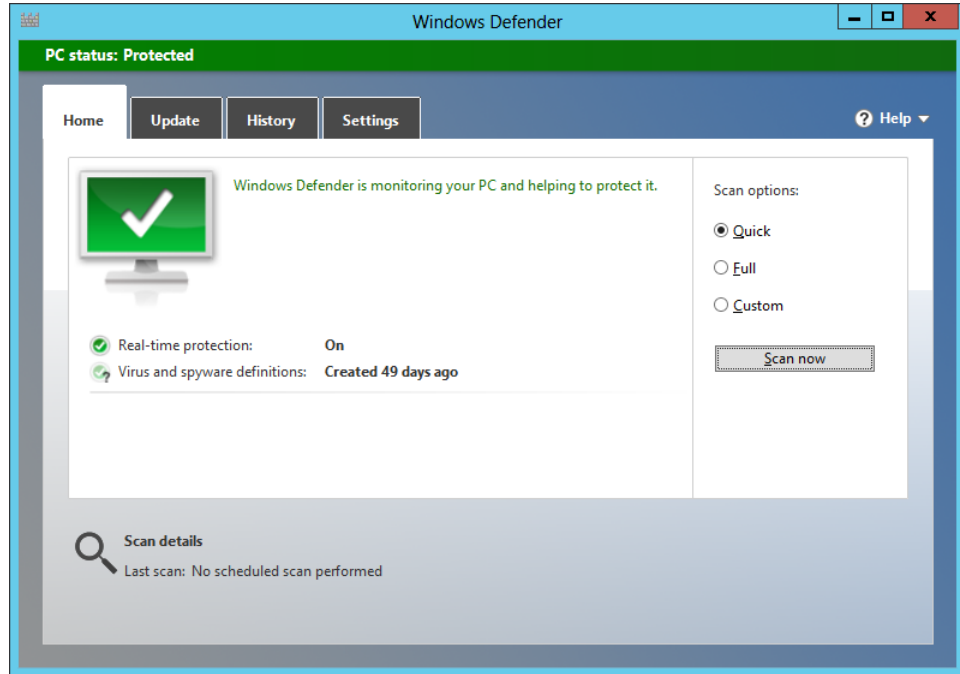 Windows Defender
PC status: Protected
Home Update History Settings Help
Windows Defender is monitoring your PC and helping to protect it.
Real-time protection: On
Virus and spyware definitions: Created 49 days ago
Scan options:
Quick
Full
Custom
Scan now
Scan details
Last scan: No scheduled scan performed